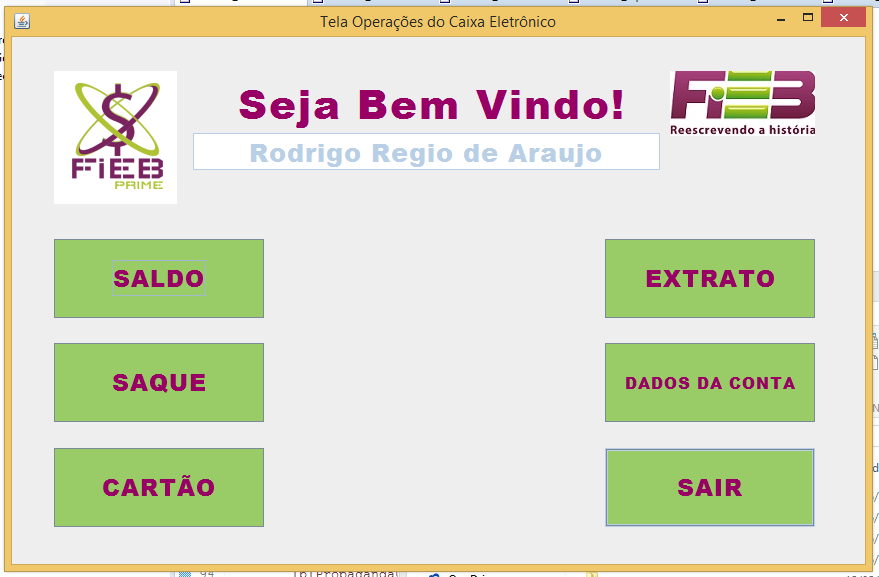 Tela Operações do Caixa Eletrônico
Seja Bem Vindo!
FiEB
Reescrevendo a história
$
FiEB
PRIME
Rodrigo Regio de Araujo
SALDO
EXTRATO
SAQUE
DADOS DA CONTA
CARTÃO
SAIR
94